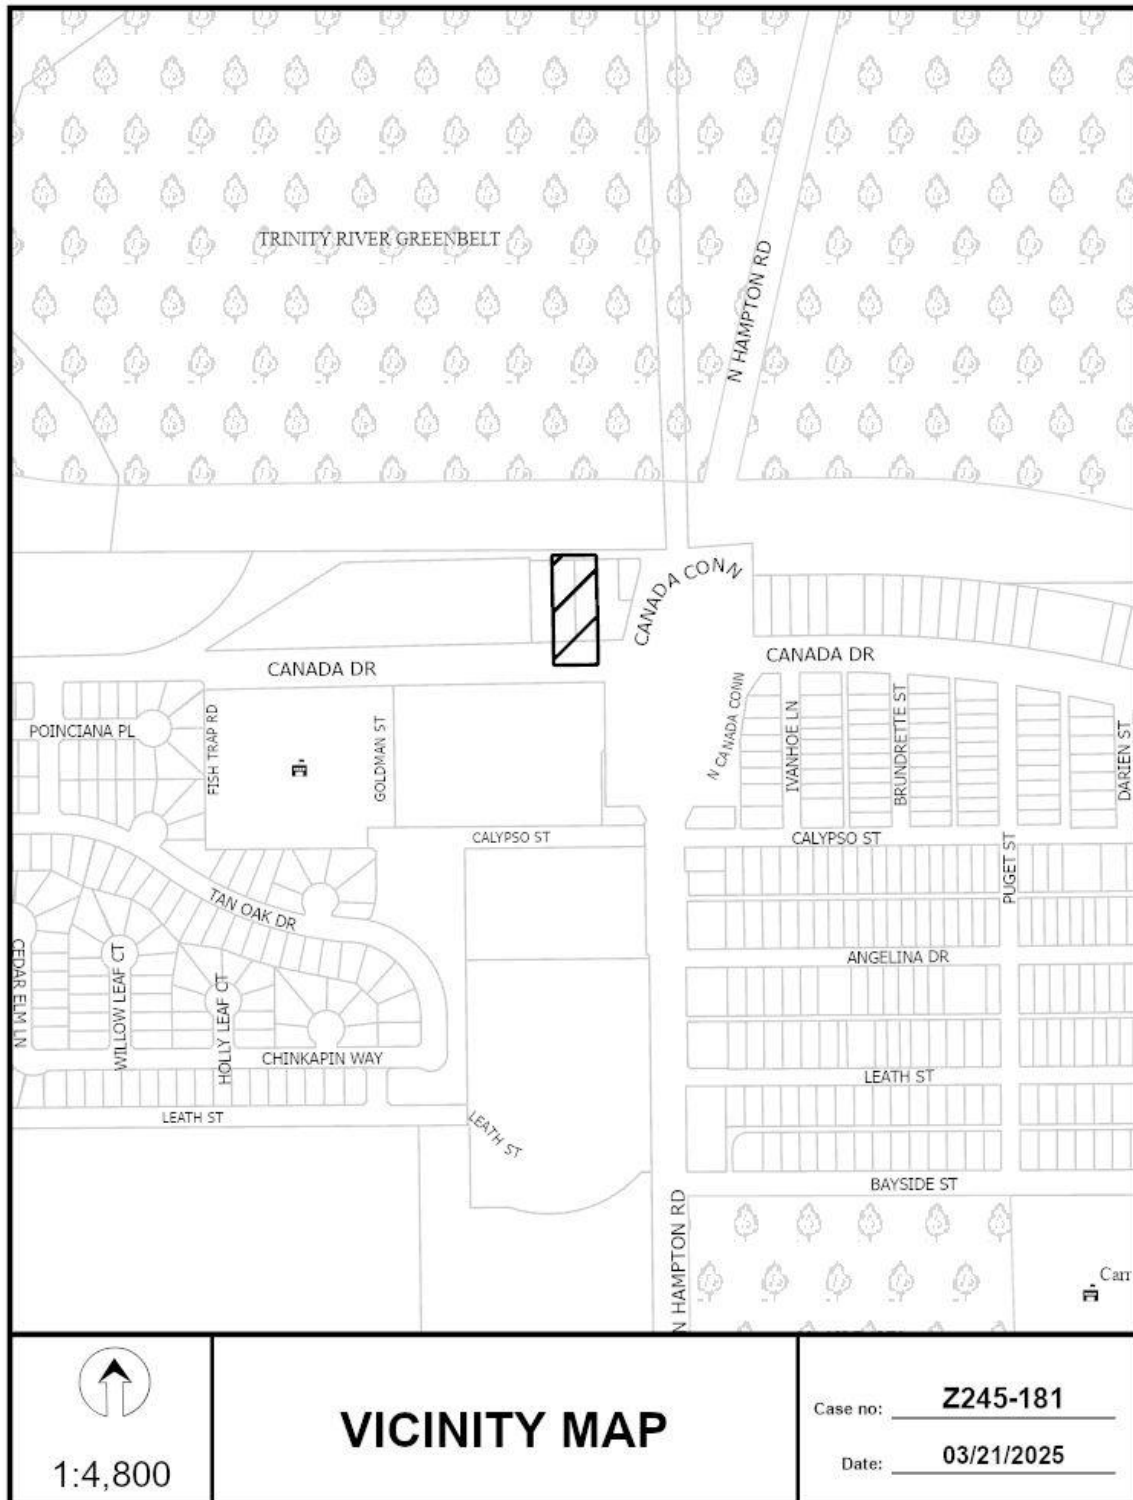 TRINITY RIVER GREENBELT
N HAMPTON RD
CANADA CONN
CANADA DR
CANADA DR
POINCIANA PL
FISH TRAP RD
GOLDMAN ST
N CANADA CONN
IVANHOE LN
BRUNDRETTE ST
DARIEN ST
CALYPSO ST
CALYPSO ST
PUGET ST
TAN OAK DR
CEDAR ELM LN
WILLOW LEAF CT
HOLLY LEAF CT
ANGELINA DR
CHINKAPIN WAY
LEATH ST
LEATH ST
LEATH ST
BAYSIDE ST
N HAMPTON RD
1:4,800
VICINITY MAP
Case no: Z245-181
Date: 03/21/2025